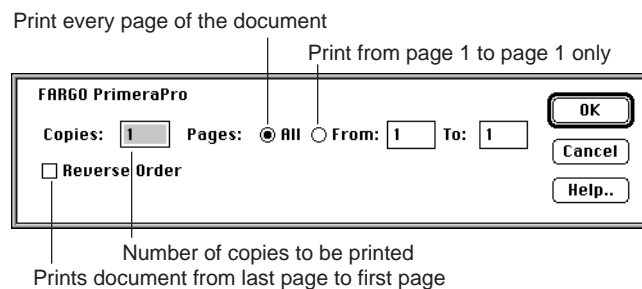 Print every page of the document
Print from page 1 to page 1 only
FARGO PrimeraPro
OK
Copies: 1 Pages: All From: 1 To: 1
Cancel
Reverse Order
Help..
Number of copies to be printed
Prints document from last page to first page